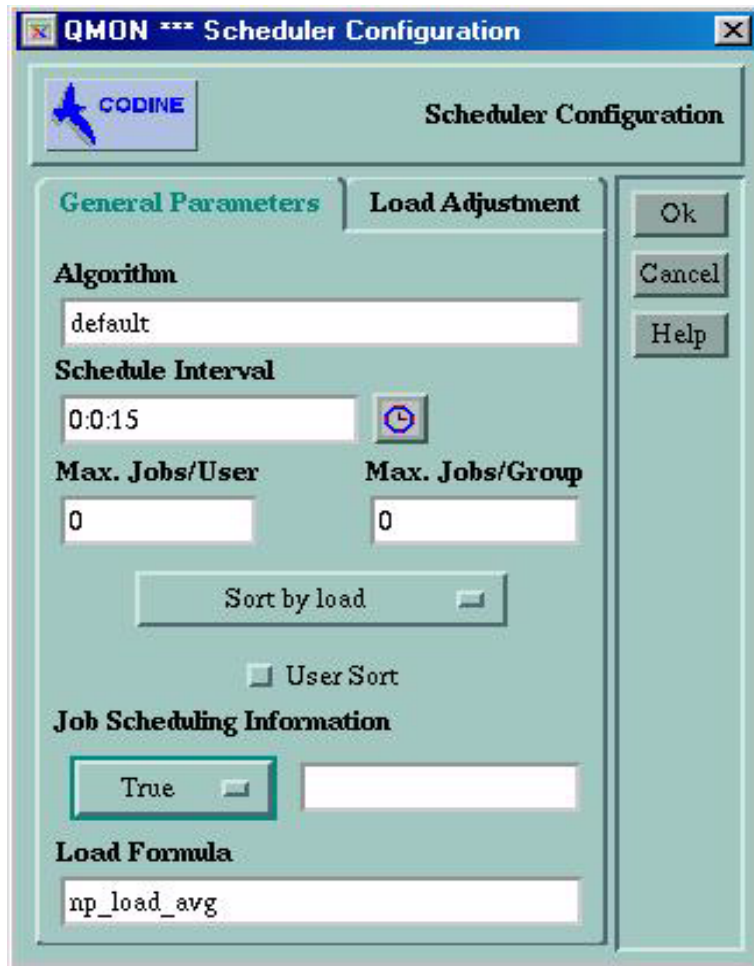 QMON *** Scheduler Configuration
CODINE
Scheduler Configuration
General Parameters
Load Adjustment
Ok
Cancel
Help
Algorithm
default
Schedule Interval
0:0:15
Max. Jobs/User
Max. Jobs/Group
0
0
Sort by load
User Sort
Job Scheduling Information
True
Load Formula
np_load_avg